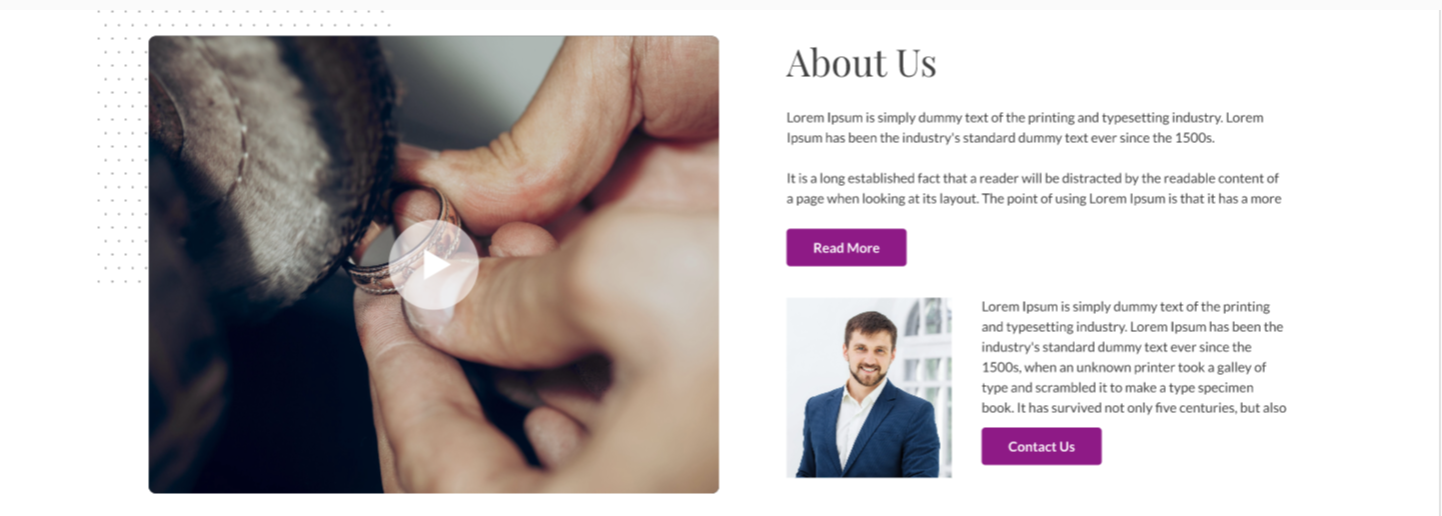 About Us
Lorem Ipsum is simply dummy text of the printing and typesetting industry. Lorem
Ipsum has been the industry's standard dummy text ever since the 1500s.
It is a long established fact that a reader will be distracted by the readable content of
a page when looking at its layout. The point of using Lorem Ipsum is that it has a more
Read More
Lorem Ipsum is simply dummy text of the printing
and typesetting industry. Lorem Ipsum has been the
industry's standard dummy text ever since the
1500s, when an unknown printer took a galley of
type and scrambled it to make a type specimen
book. It has survived not only five centuries, but also
Contact Us